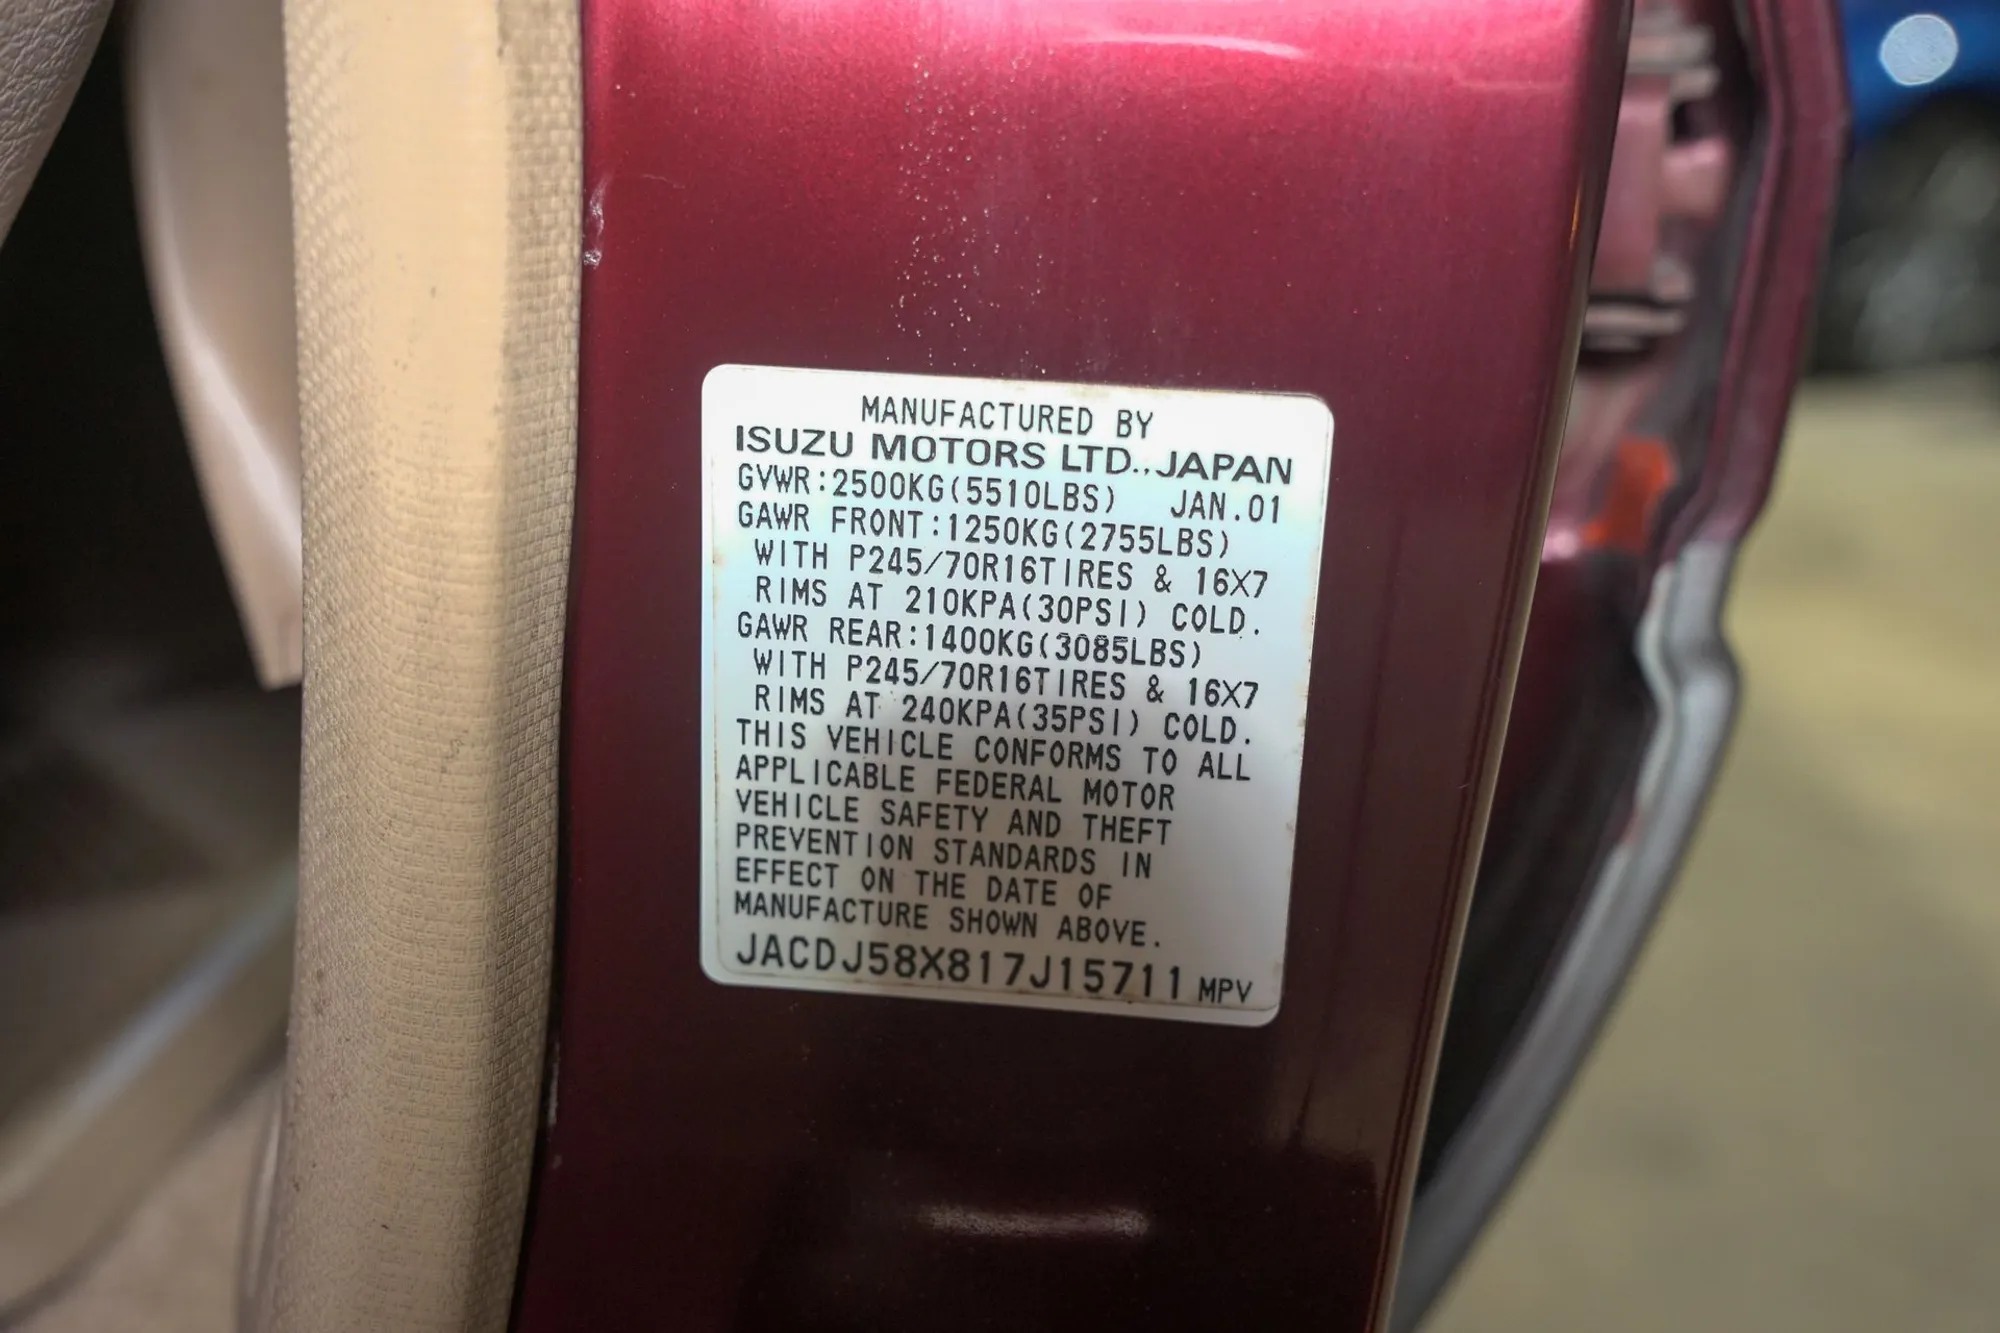 MANUFACTURED BY
ISUZU MOTORS LTD.,JAPAN
GVWR:2500KG(5510LBS) JAN.01
GAWR FRONT:1250KG(2755LBS)
WITH P245/70R16TIRES & 16X7
RIMS AT 210KPA(30PSI) COLD.
GAWR REAR:1400KG(3085LBS)
WITH P245/70R16TIRES & 16X7
RIMS AT 240KPA(35PSI) COLD.
THIS VEHICLE CONFORMS TO ALL
APPLICABLE FEDERAL MOTOR
VEHICLE SAFETY AND THEFT
PREVENTION STANDARDS IN
EFFECT ON THE DATE OF
MANUFACTURE SHOWN ABOVE.
JACDJ58X817J15711 MPV